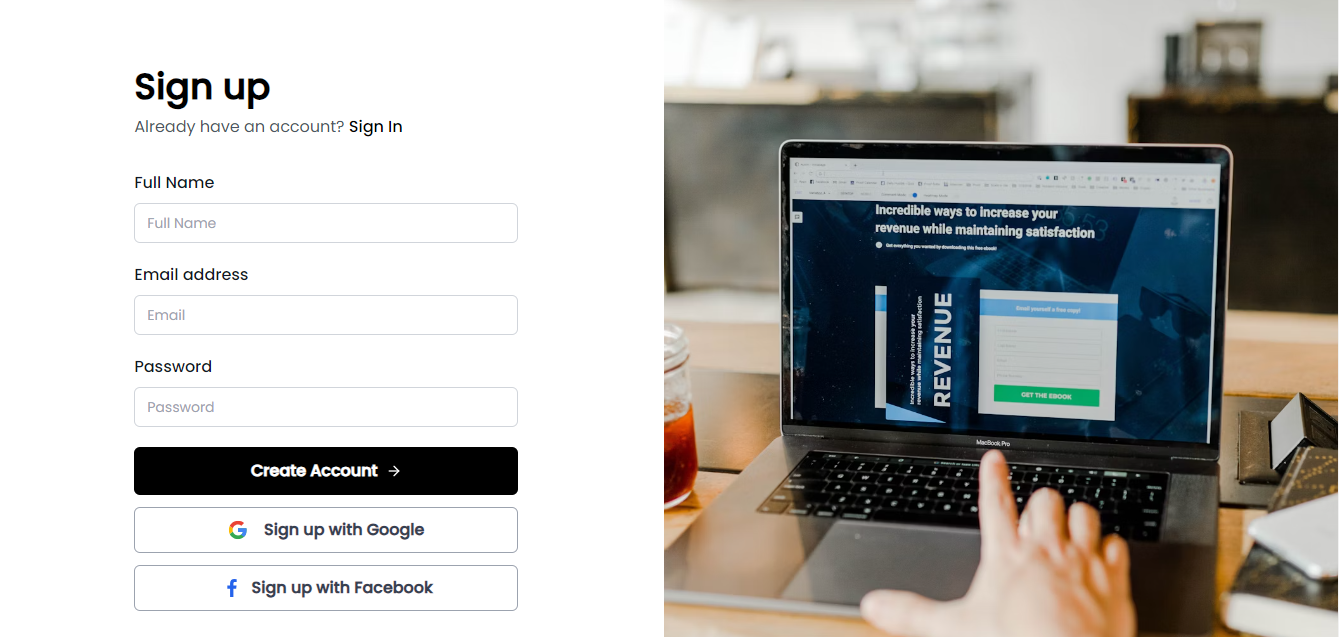 Sign up
Already have an account? Sign In
Full Name
Full Name
Email address
Email
Password
Password
Create Account →
Sign up with Google
Sign up with Facebook
Incredible ways to increase your
revenue while maintaining satisfaction
Get everything you wanted by downloading this free ebook!
Incredible ways to increase your
revenue while maintaining satisfaction
REVENUE
Send yourself a free copy!
GET THE EBOOK
MacBook Pro